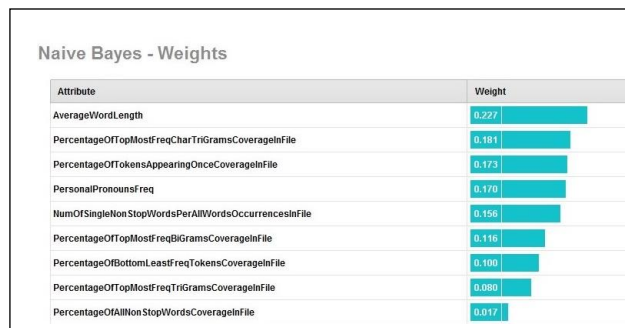 Naive Bayes - Weights
Attribute Weight
AverageWordLength 0.227
PercentageOfTopMostFreqCharTriGramsCoverageInFile 0.181
PercentageOfTokensAppearingOnceCoverageInFile 0.173
PersonalPronounsFreq 0.170
NumOfSingleNonStopWordsPerAllWordsOccurrencesInFile 0.156
PercentageOfTopMostFreqBiGramsCoverageInFile 0.116
PercentageOfBottomLeastFreqTokensCoverageInFile 0.100
PercentageOfTopMostFreqTriGramsCoverageInFile 0.080
PercentageOfAllNonStopWordsCoverageInFile 0.017